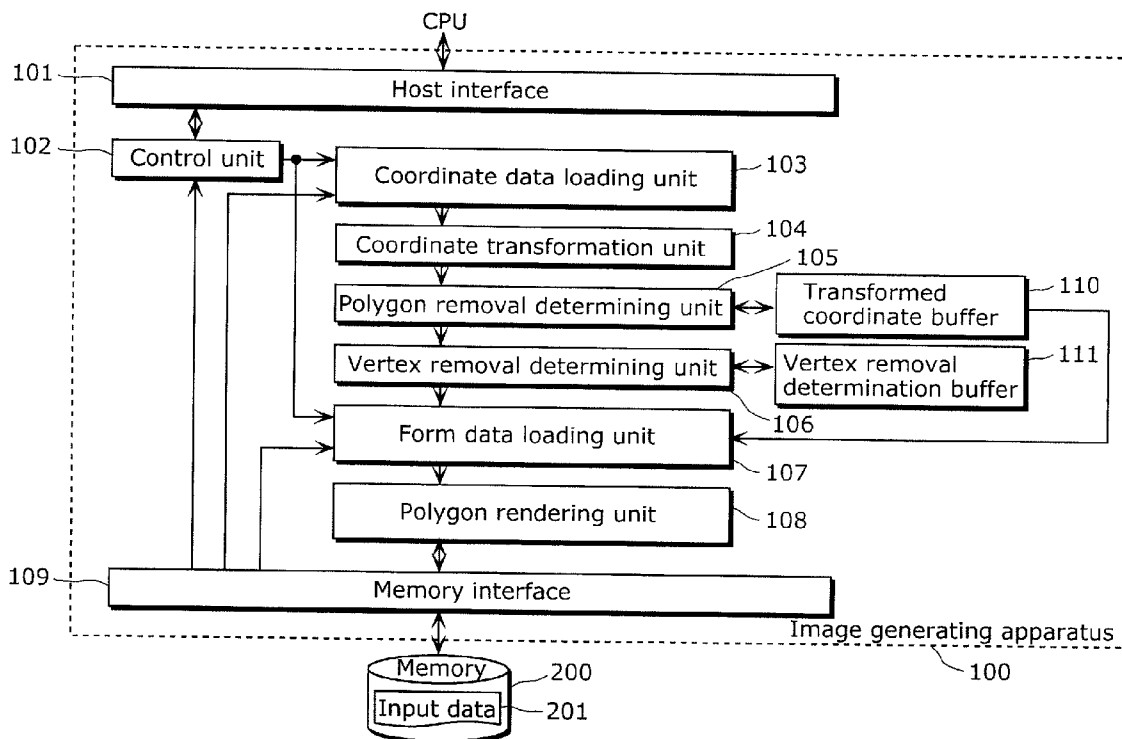 CPU
101
Host interface
102
Control unit
103
Coordinate data loading unit
104
Coordinate transformation unit
105
Polygon removal determining unit
110
Transformed
coordinate buffer
111
Vertex removal determining unit
Vertex removal
determination buffer
106
Form data loading unit
107
Polygon rendering unit
108
109
Memory interface
Image generating apparatus
100
Memory
200
Input data
201